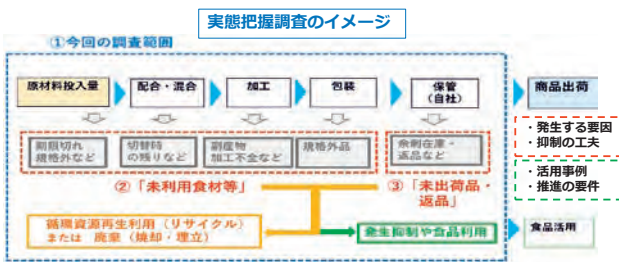 実態把握調査のイメージ
①今回の調査範囲
原材料投入量
配合・混合
加工
包装
保管
(自社)
商品出荷
期限切れ
規格外など
切替時
の残りなど
副産物
加工不全など
規格外品
余剰在庫・
返品など
・発生する要因
・抑制の工夫
②「未利用食材等」
③「未出荷品・
返品」
・活用事例
・推進の要件
循環資源再生利用（リサイクル）
または　廃棄（焼却・埋立）
発生抑制や食品利用
食品活用